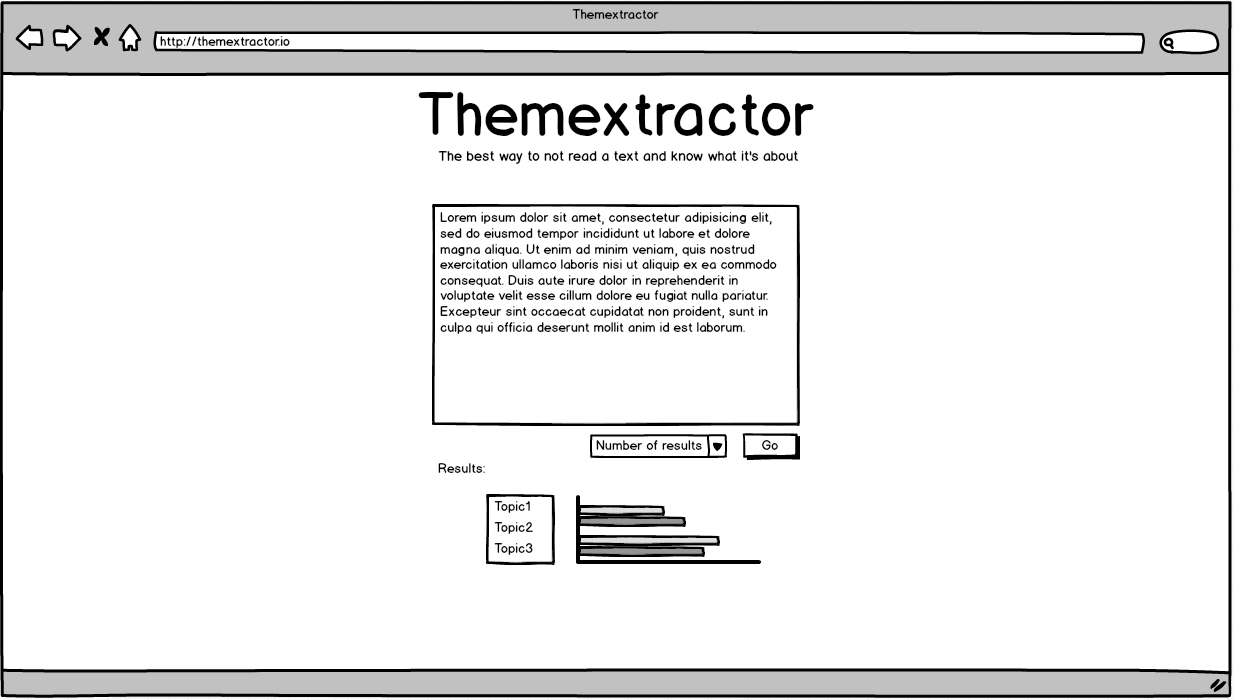 Themextractor
http://themextractor.io
Themextractor
The best way to not read a text and know what it's about
Lorem ipsum dolor sit amet, consectetur adipisicing elit,
sed do eiusmod tempor incididunt ut labore et dolore
magna aliqua. Ut enim ad minim veniam, quis nostrud
exercitation ullamco laboris nisi ut aliquip ex ea commodo
consequat. Duis aute irure dolor in reprehenderit in
voluptate velit esse cillum dolore eu fugiat nulla pariatur.
Excepteur sint occaecat cupidatat non proident, sunt in
culpa qui officia deserunt mollit anim id est laborum.
Number of results
Go
Results:
Topic1
Topic2
Topic3